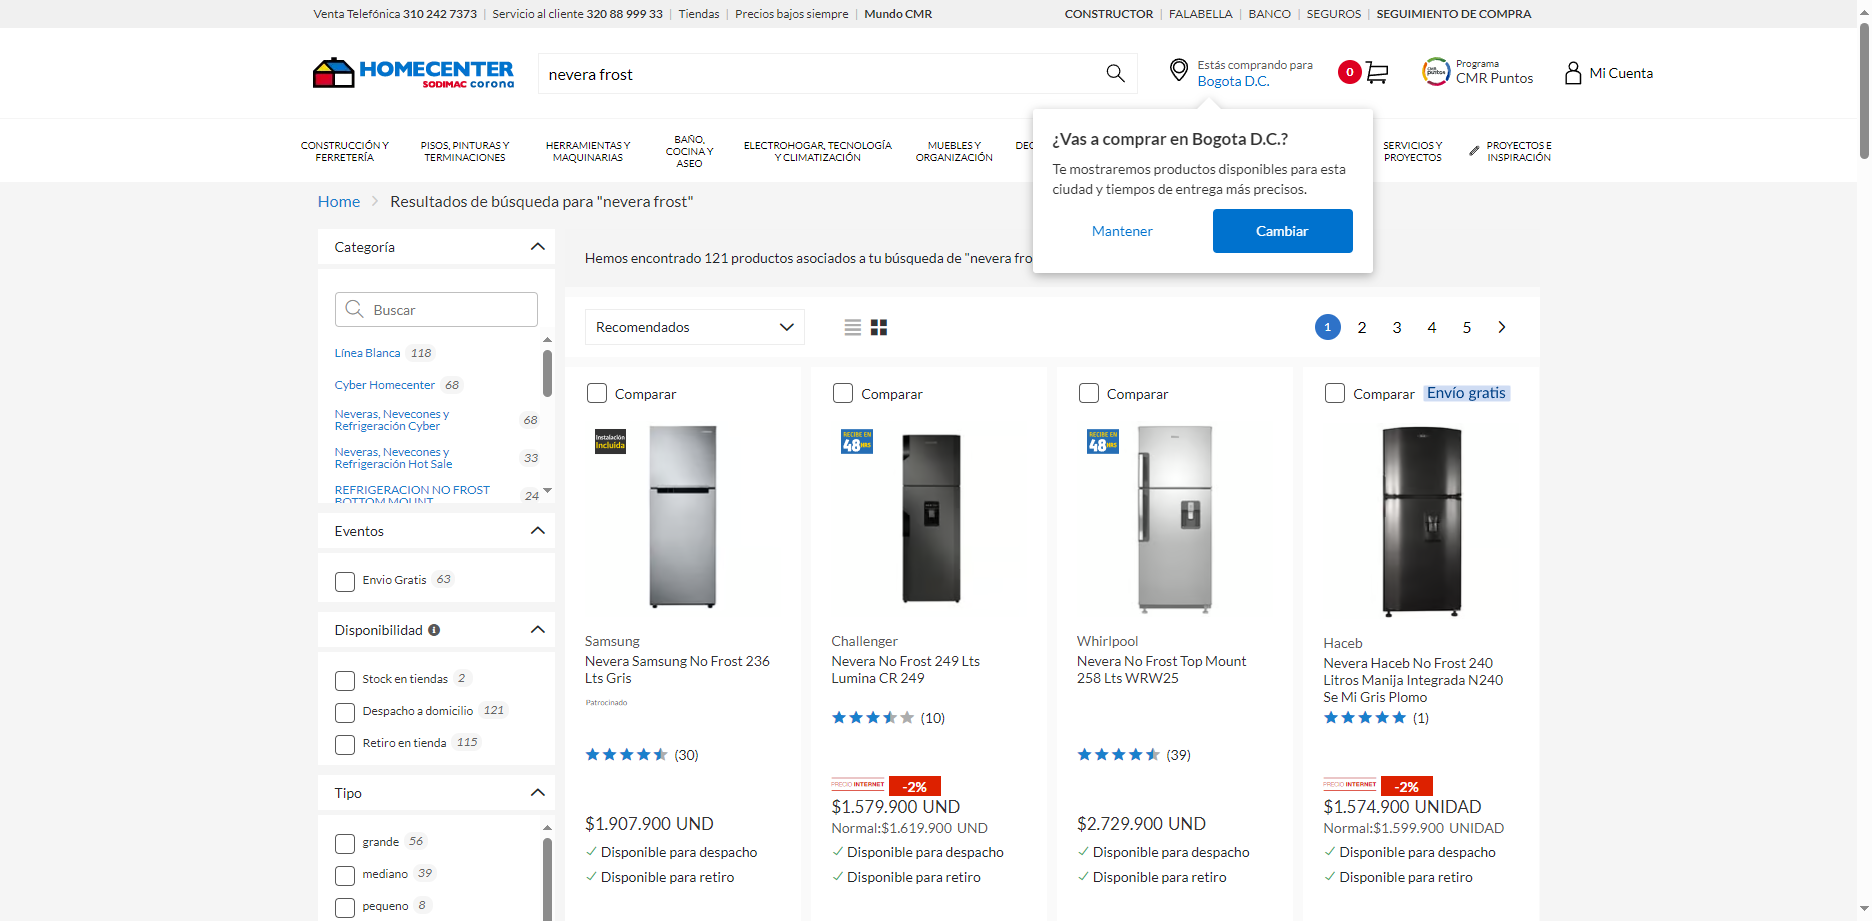 Venta Telefónica 310 242 7373 | Servicio al cliente 320 88 999 33 | Tiendas | Precios bajos siempre | Mundo CMR
CONSTRUCTOR | FALABELLA | BANCO | SEGUROS | SEGUIMIENTO DE COMPRA
HOMECENTER
SODIMAC corona
nevera frost
Estás comprando para
Bogota D.C.
0
CMR
puntos
Programa
CMR Puntos
Mi Cuenta
CONSTRUCCIÓN Y
FERRETERÍA
PISOS, PINTURAS Y
TERMINACIONES
HERRAMIENTAS Y
MAQUINARIAS
BAÑO,
COCINA Y
ASEO
ELECTROHOGAR, TECNOLOGÍA
Y CLIMATIZACIÓN
MUEBLES Y
ORGANIZACIÓN
DEC
SERVICIOS Y
PROYECTOS
PROYECTOS E
INSPIRACIÓN
¿Vas a comprar en Bogota D.C.?
Te mostraremos productos disponibles para esta
ciudad y tiempos de entrega más precisos.
Mantener
Cambiar
Home
Resultados de búsqueda para "nevera frost"
Categoría
Buscar
Línea Blanca 118
Cyber Homecenter 68
Neveras, Nevecones y
Refrigeración Cyber 68
Neveras, Nevecones y
Refrigeración Hot Sale 33
REFRIGERACION NO FROST
BOTTOM MOUNT 24
Eventos
Envio Gratis 63
Disponibilidad
Stock en tiendas 2
Despacho a domicilio 121
Retiro en tienda 115
Tipo
grande 56
mediano 39
pequeno 8
Hemos encontrado 121 productos asociados a tu búsqueda de "nevera fro
Recomendados
1 2 3 4 5
Comparar
Instalación
Incluida
Samsung
Nevera Samsung No Frost 236
Lts Gris
Patrocinado
(30)
$1.907.900 UND
Disponible para despacho
Disponible para retiro
Comparar
RECIBE EN
48 HRS
Challenger
Nevera No Frost 249 Lts
Lumina CR 249
(10)
PRECIO INTERNET -2%
$1.579.900 UND
Normal:$1.619.900 UND
Disponible para despacho
Disponible para retiro
Comparar
RECIBE EN
48 HRS
Whirlpool
Nevera No Frost Top Mount
258 Lts WRW25
(39)
$2.729.900 UND
Disponible para despacho
Disponible para retiro
Comparar Envío gratis
Haceb
Nevera Haceb No Frost 240
Litros Manija Integrada N240
Se Mi Gris Plomo
(1)
PRECIO INTERNET -2%
$1.574.900 UNIDAD
Normal:$1.599.900 UNIDAD
Disponible para despacho
Disponible para retiro